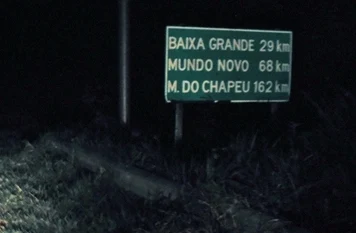 BAIXA GRANDE 29 km
MUNDO NOVO 68 km
M. DO CHAPEU 162 km